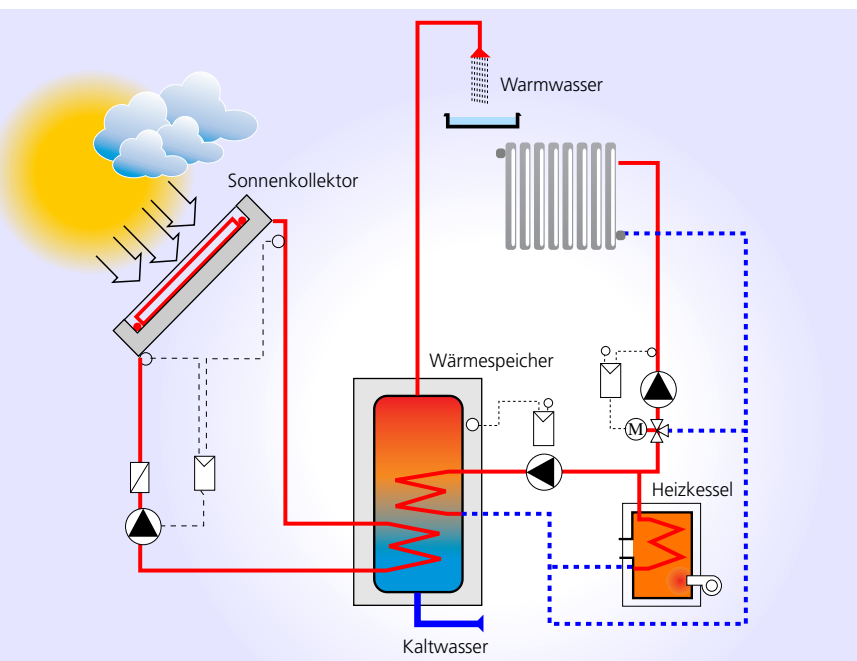 Warmwasser
Sonnenkollektor
Wärmespeicher
M
Heizkessel
Kaltwasser